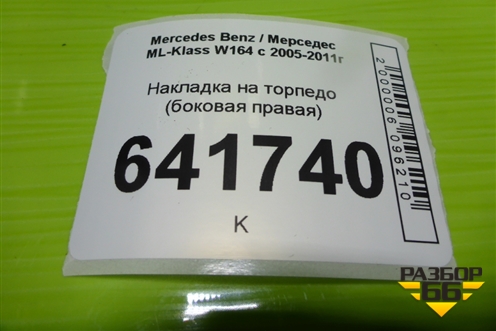 Mercedes Benz / Мерседес
ML-Klass W164 с 2005-2011г
Накладка на торпедо
(боковая правая)
641740
К
2000006096210
РАЗБОР
66